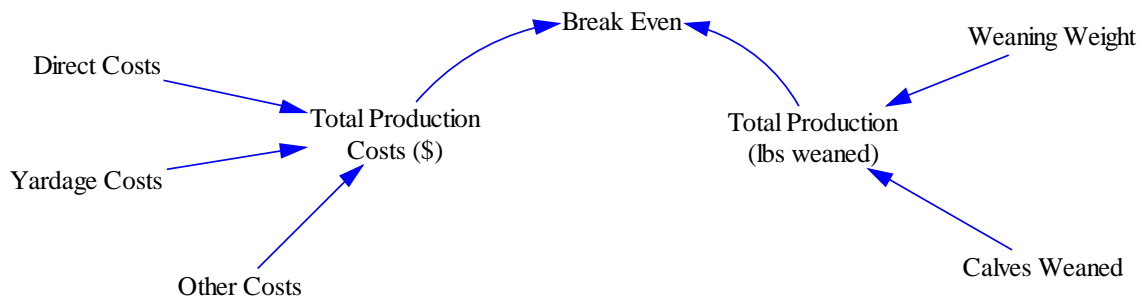 Break Even
Weaning Weight
Direct Costs
Total Production
Costs ($)
Total Production
(lbs weaned)
Yardage Costs
Calves Weaned
Other Costs